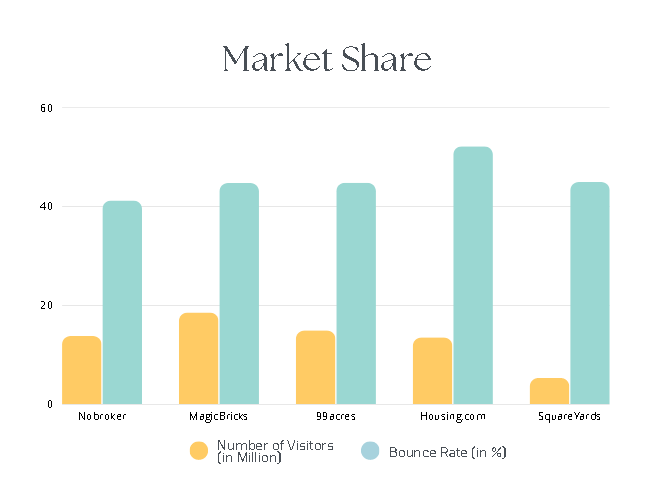 Market Share
60
40
20
0
Nobroker MagicBricks 99acres Housing.com SquareYards
Number of Visitors
(in Million)
Bounce Rate (in %)